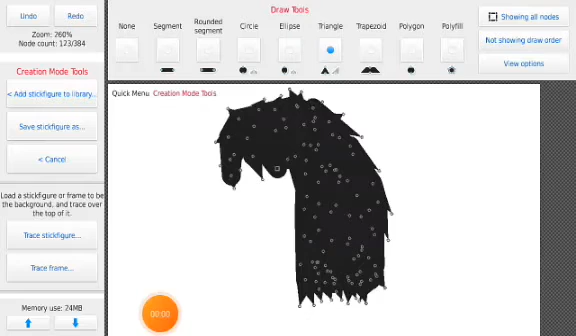 Undo
Redo
Zoom: 260%
Node count: 123/384
Creation Mode Tools
< Add stickfigure to library...
Save stickfigure as...
< Cancel
Load a stickfigure or frame to be
the background, and trace over
the top of it.
Trace stickfigure...
Trace frame...
Memory use: 24MB
Draw Tools
None
Segment
Rounded
segment
Circle
Ellipse
Triangle
Trapezoid
Polygon
Polyfill
Showing all nodes
Not showing draw order
View options
Quick Menu Creation Mode Tools
00:00